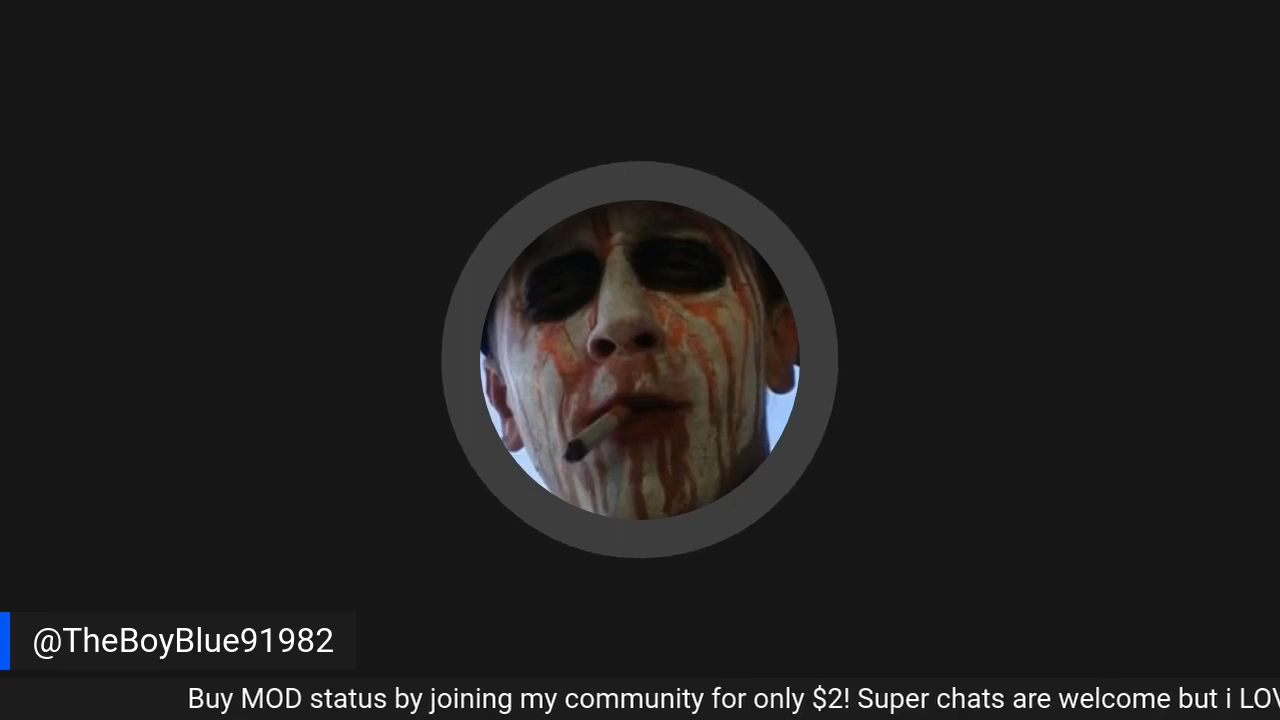 @TheBoyBlue91982
Buy MOD status by joining my community for only $2! Super chats are welcome but i